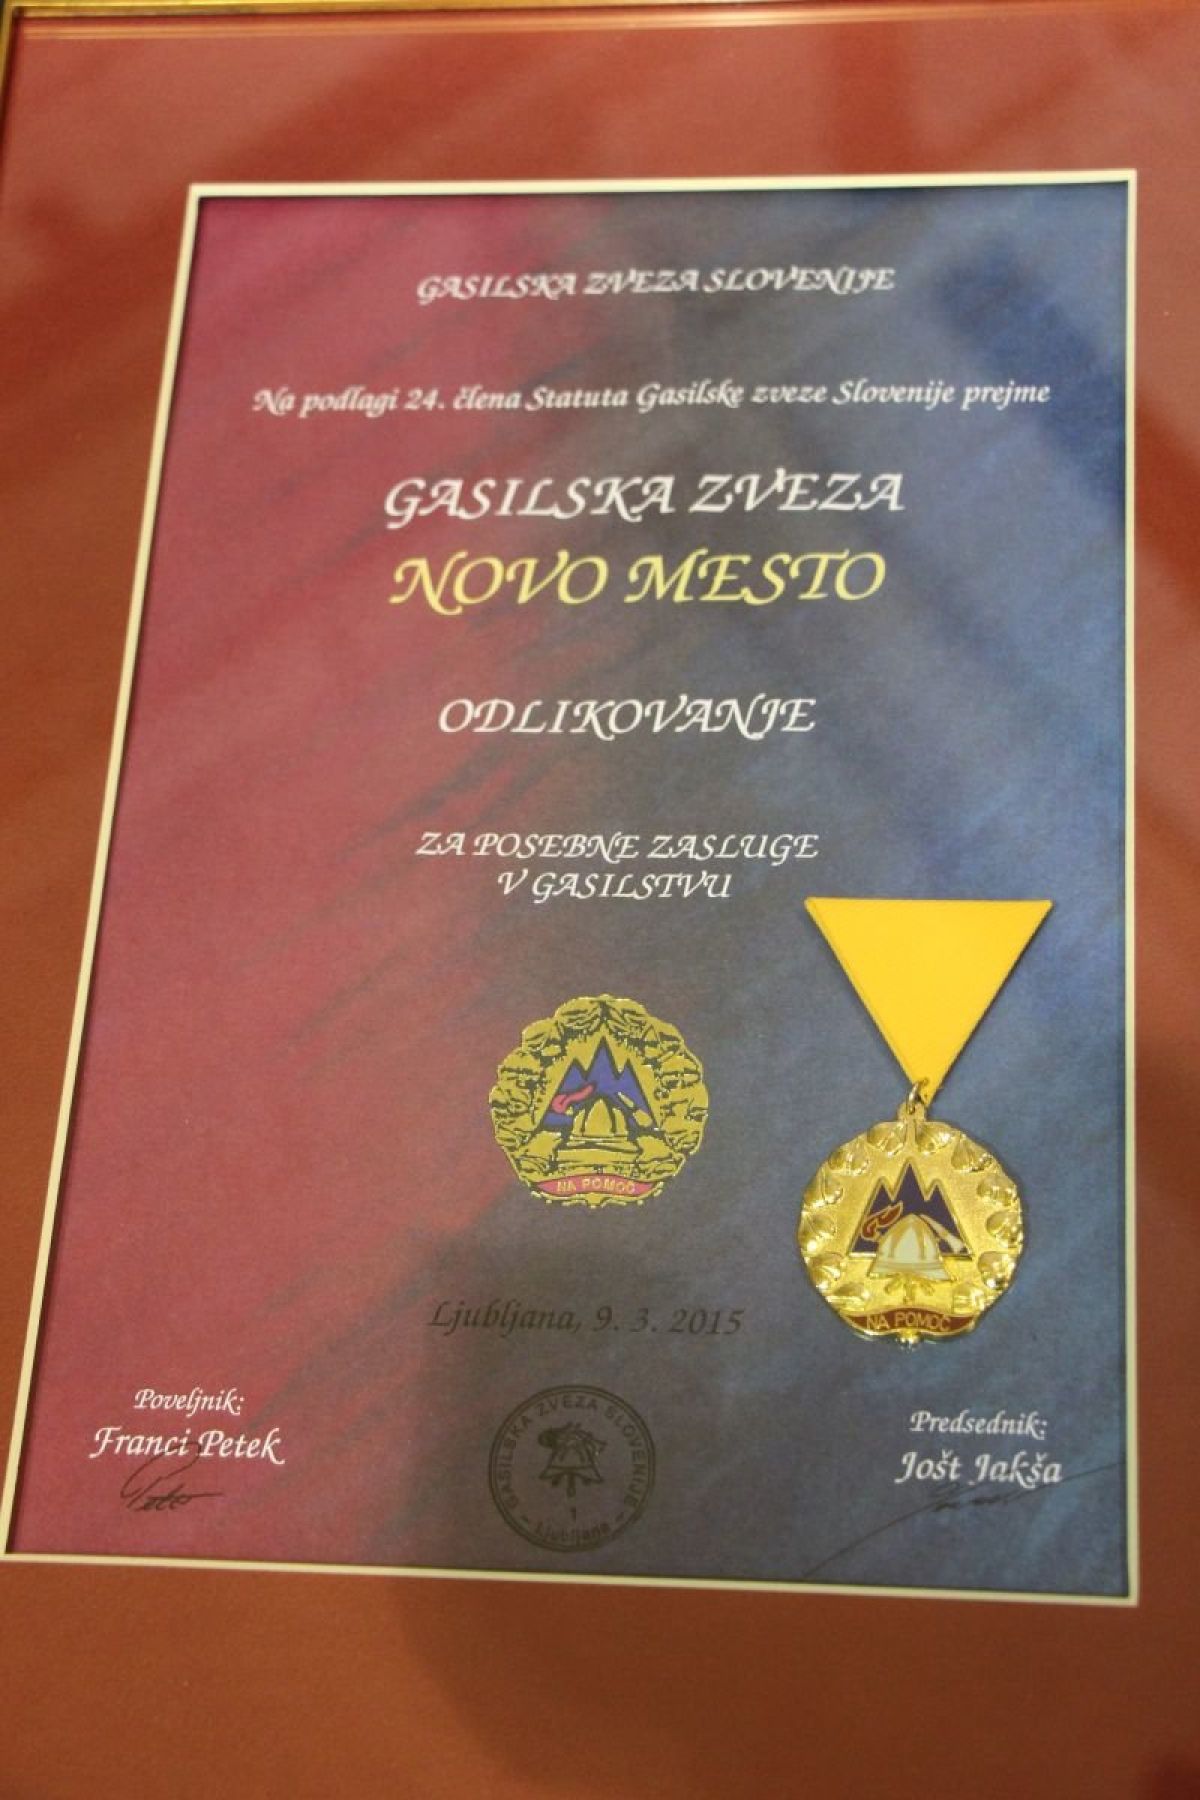 GASILSKA ZVEZA SLOVENIJE
Na podlagi 24. člena Statuta Gasilske zveze Slovenije prejme
GASILSKA ZVEZA
NOVO MESTO
ODLIKOVANJE
ZA POSEBNE ZASLUGE
V GASILSTVU
NA POMOČ
NA POMOČ
Ljubljana, 9. 3. 2015
Poveljnik:
Franci Petek
GASILSKA ZVEZA SLOVENIJE
1
Ljubljana
Predsednik:
Jošt Jakša